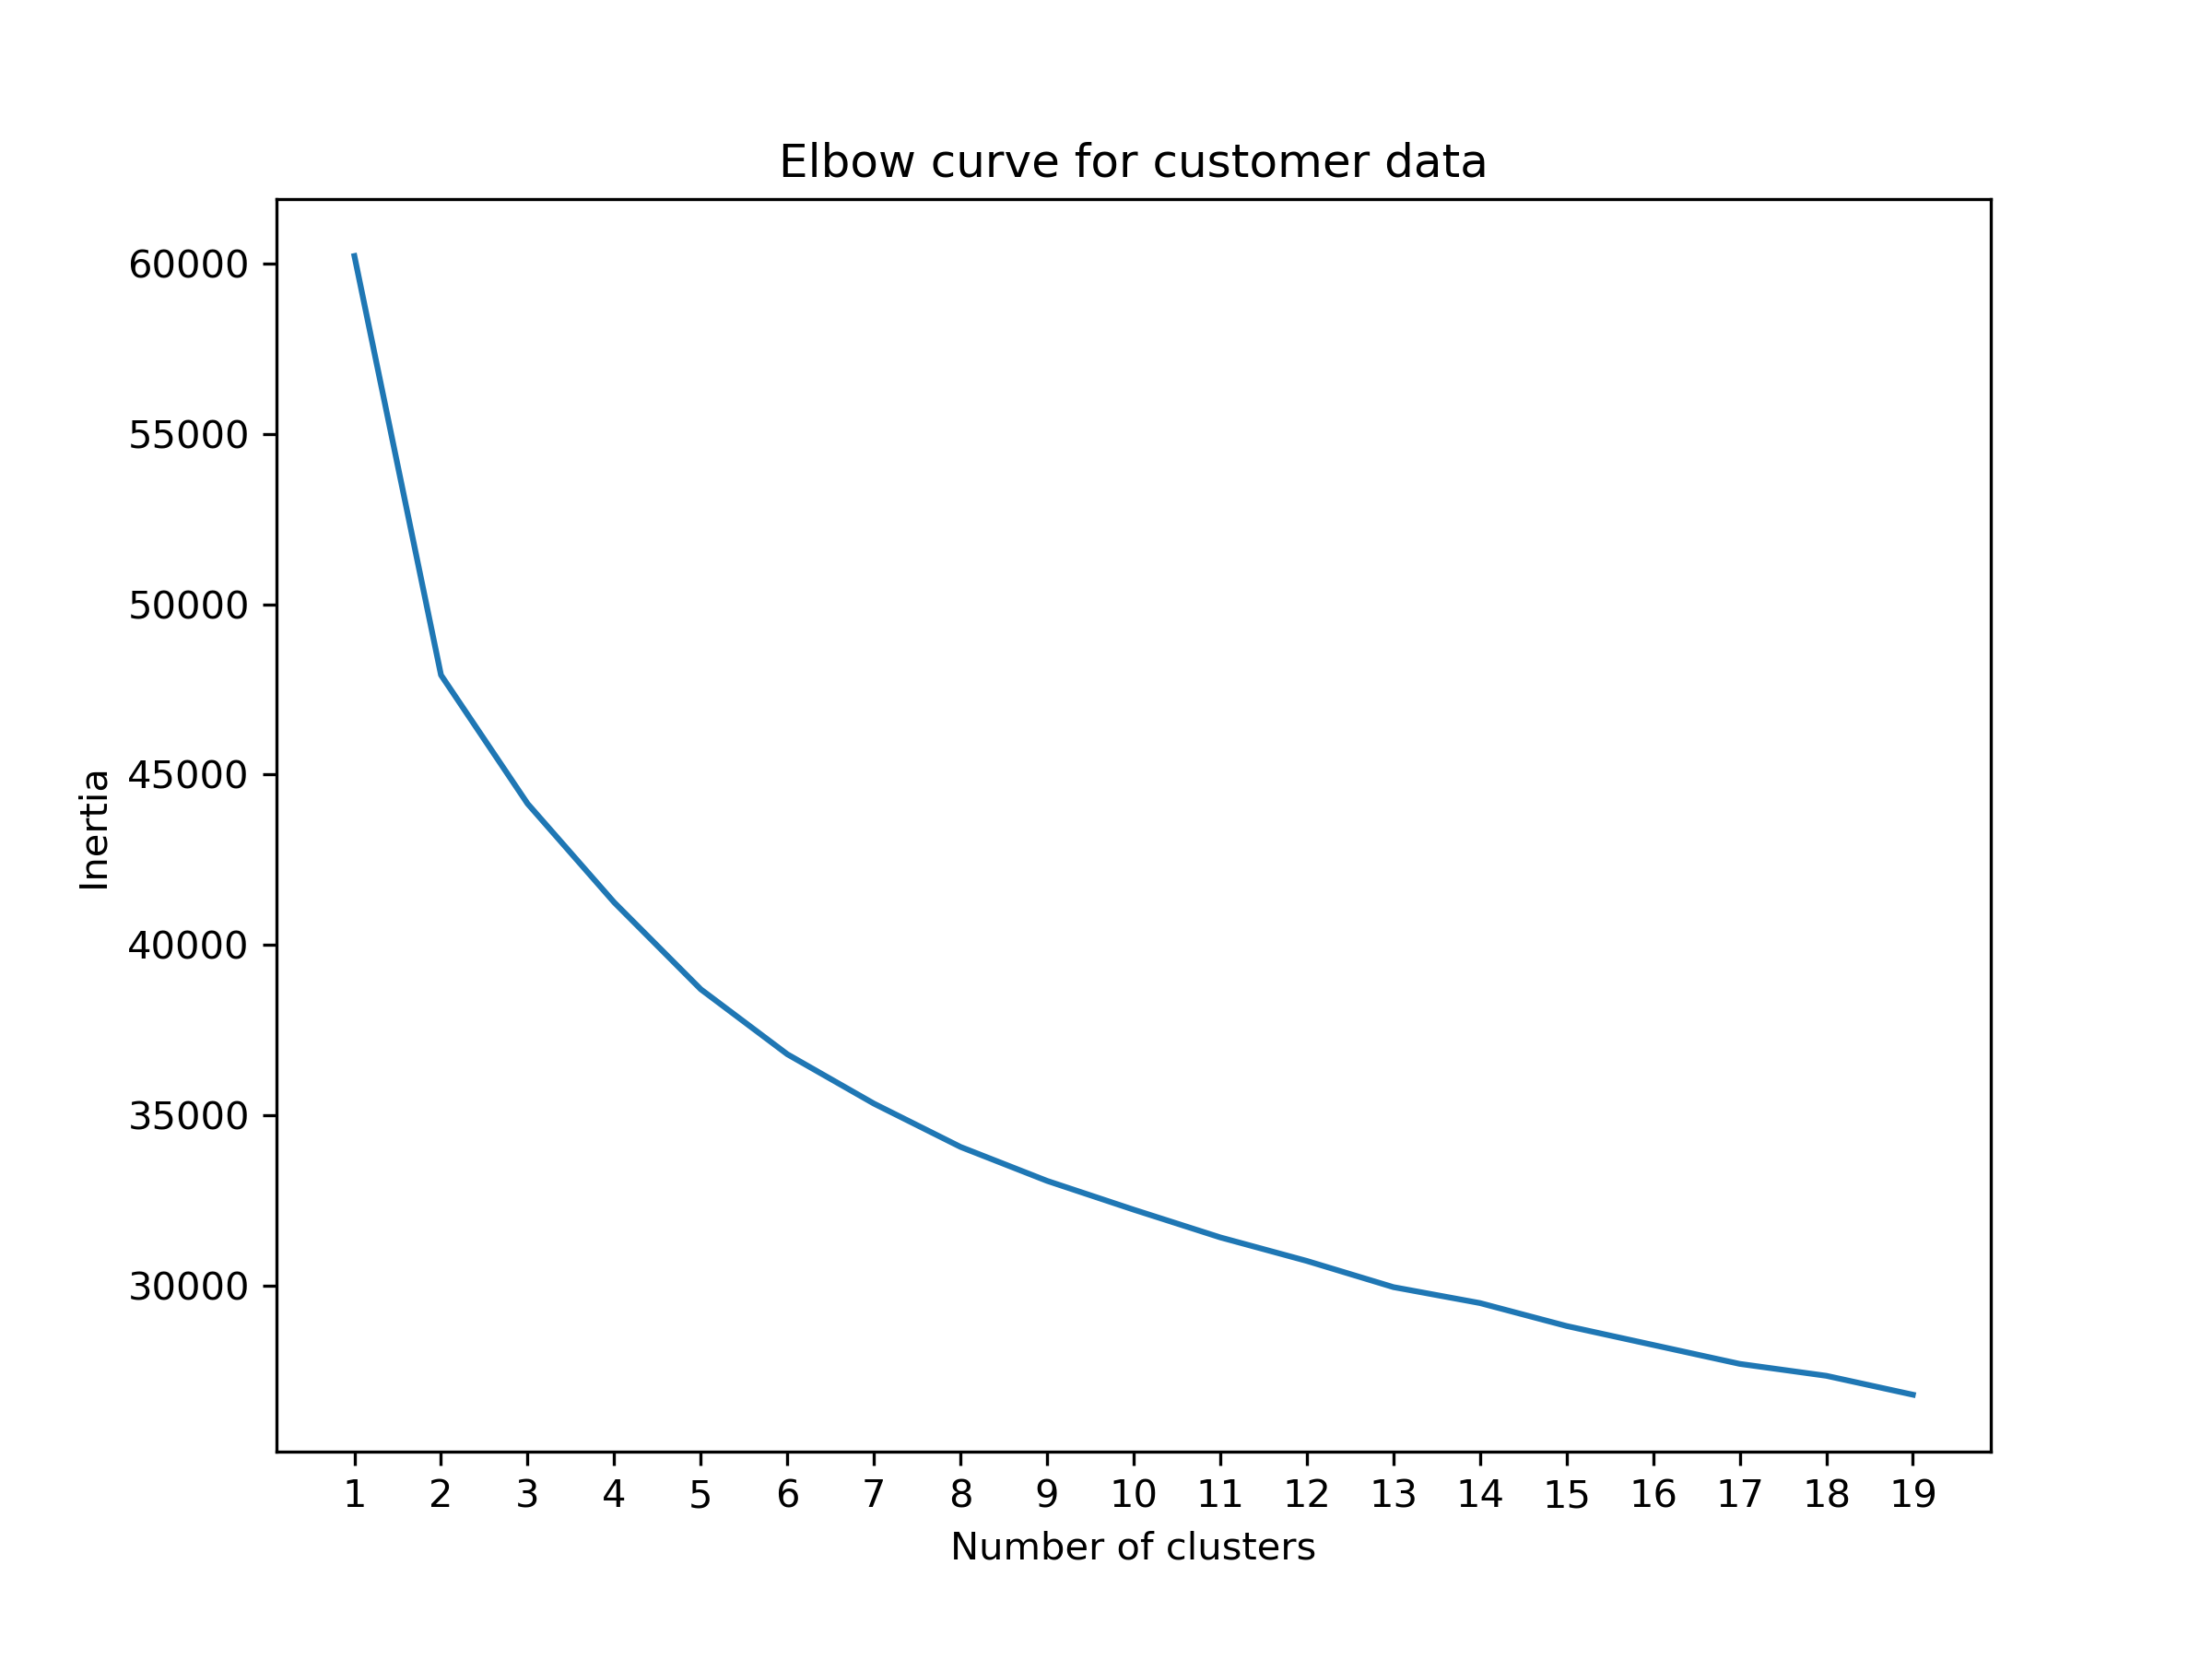 Elbow curve for customer data
60000
55000
50000
45000
40000
35000
30000
Inertia
1 2 3 4 5 6 7 8 9 10 11 12 13 14 15 16 17 18 19
Number of clusters